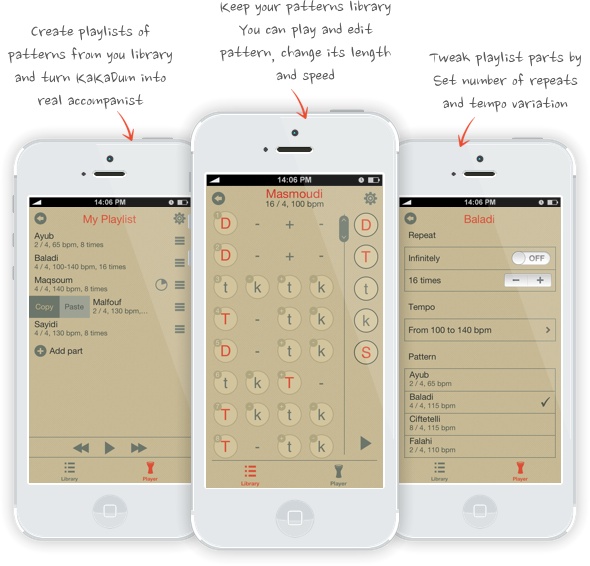 Create playlists of
patterns from you library
and turn KaKaDum into
real accompanist
Keep your patterns library
You can play and edit
pattern, change its length
and speed
Tweak playlist parts by
Set number of repeats
and tempo variation
14:06 PM
My Playlist
Ayub
2 / 4, 65 bpm, 8 times
Baladi
4 / 4, 100-140 bpm, 16 times
Maqsoum
4 / 4, 140 bpm, 8 times
Copy Paste Malfouf
2 / 4, 130 bpm,...
Sayidi
4 / 4, 130 bpm, 8 times
Add part
Library Player
14:06 PM
Masmoudi
16 / 4, 100 bpm
D - + -
D - + -
t k t k
T - t k
D - t k
t k T -
T k t k
T - t k
D
T
t
k
S
Library Player
14:06 PM
Baladi
Repeat
Infinitely OFF
16 times - +
Tempo
From 100 to 140 bpm >
Pattern
Ayub
2 / 4, 65 bpm
Baladi
4 / 4, 115 bpm
Ciftetelli
8 / 4, 115 bpm
Falahi
2 / 4, 110 bpm
Library Player